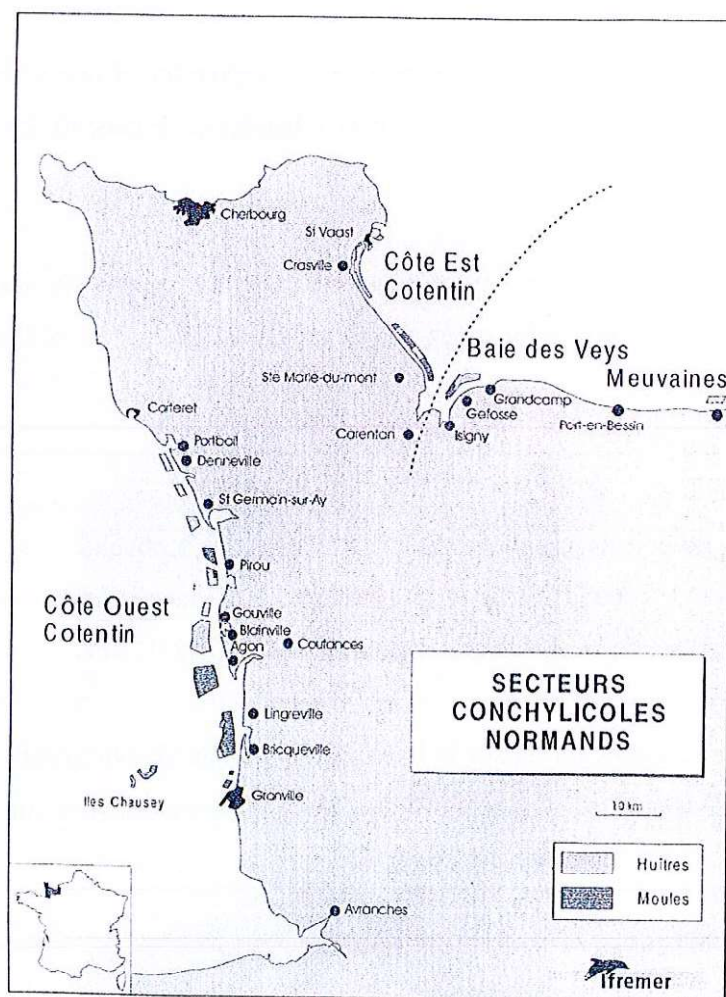 Cherbourg
St Vaast
Crasville
Côte Est
Cotentin
Baie des Veys
Meuvaines
Ste Marie-du-mont
Grandcamp
Gefosse
Carteret
Carentan
Isigny
Port-en-Bessin
Portbail
Denneville
St Germain-sur-Ay
Pirou
Côte Ouest
Cotentin
Gouville
Blainville
Agon
Coutances
SECTEURS
CONCHYLICOLES
NORMANDS
Lingreville
Bricqueville
Iles Chausey
Granville
10 km
Huîtres
Moules
Avranches
Ifremer